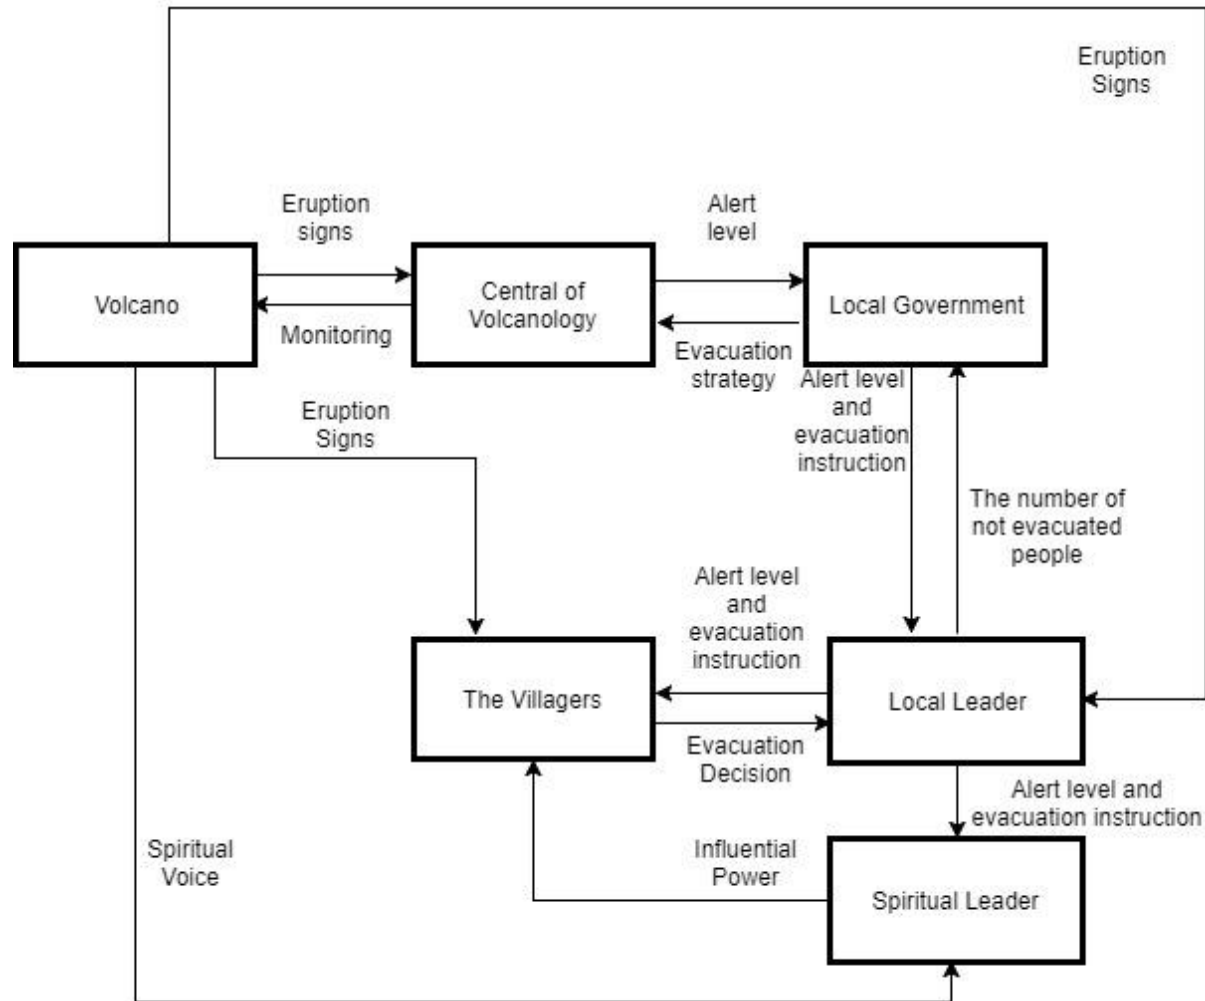 Eruption
Signs
Eruption
signs
Alert
level
Volcano
Central of
Volcanology
Local Government
Monitoring
Evacuation
strategy
Alert level
and
evacuation
instruction
Eruption
Signs
The number of
not evacuated
people
Alert level
and
evacuation
instruction
The Villagers
Local Leader
Evacuation
Decision
Alert level and
evacuation instruction
Spiritual
Voice
Influential
Power
Spiritual Leader